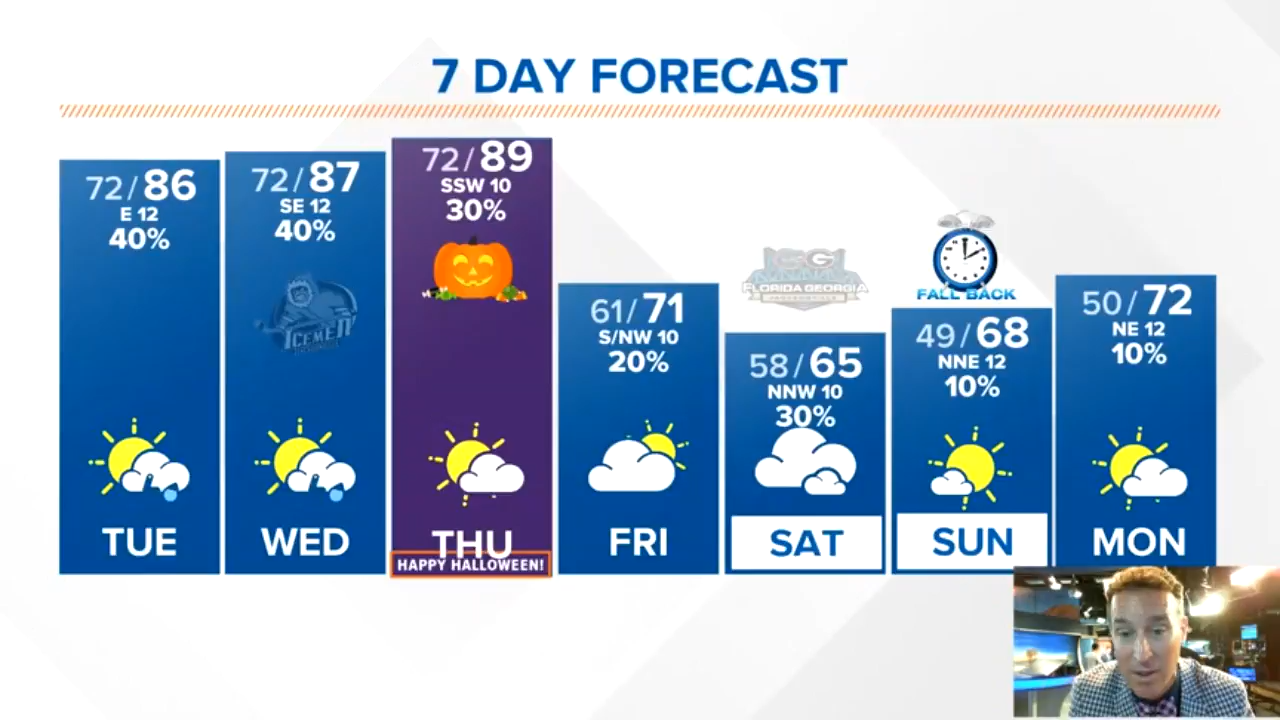 7 DAY FORECAST
72/86
E 12
40%
TUE
72/87
SE 12
40%
ICEMEN
WED
72/89
SSW 10
30%
THU
HAPPY HALLOWEEN!
61/71
S/NW 10
20%
FRI
FLORIDA GEORGIA
JACKSONVILLE
58/65
NNW 10
30%
SAT
FALL BACK
49/68
NNE 12
10%
SUN
50/72
NE 12
10%
MON